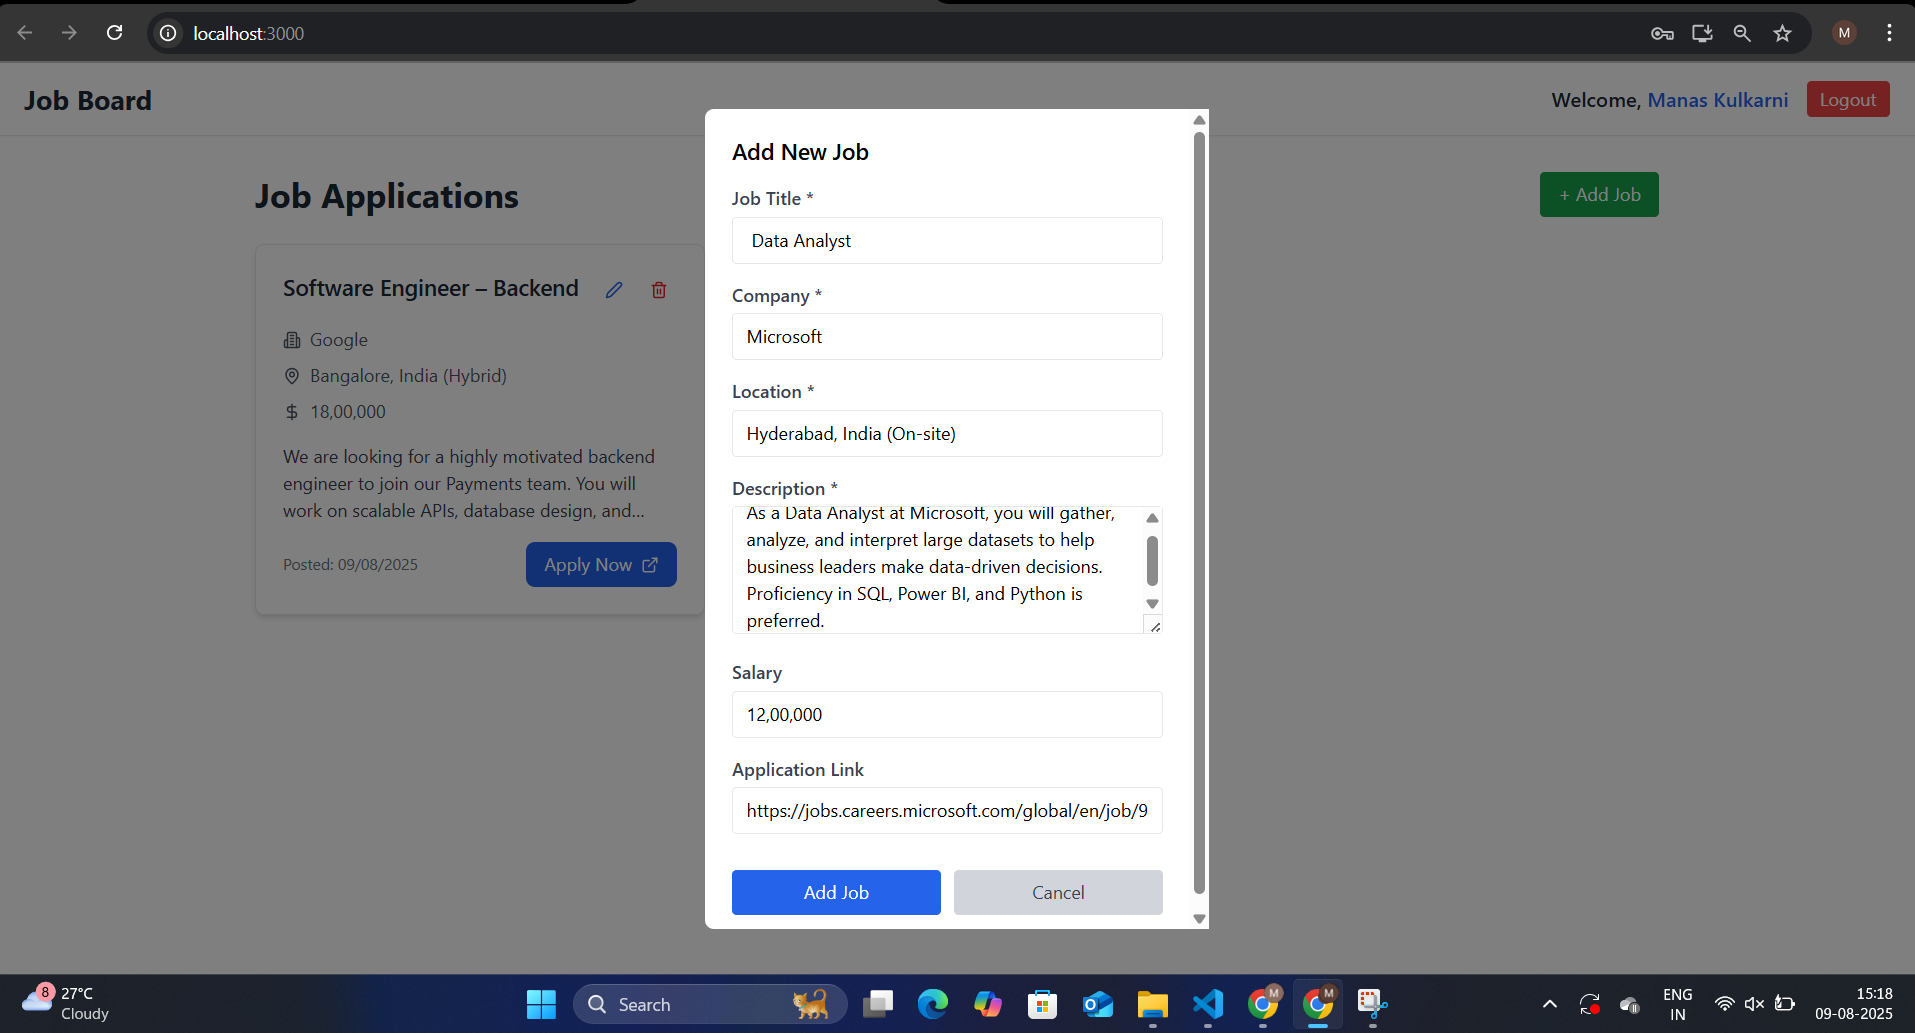 localhost:3000
M
Job Board
Welcome, Manas Kulkarni
Logout
Job Applications
+ Add Job
Software Engineer – Backend
Google
Bangalore, India (Hybrid)
18,00,000
We are looking for a highly motivated backend
engineer to join our Payments team. You will
work on scalable APIs, database design, and...
Posted: 09/08/2025
Apply Now
Add New Job
Job Title *
Data Analyst
Company *
Microsoft
Location *
Hyderabad, India (On-site)
Description *
As a Data Analyst at Microsoft, you will gather,
analyze, and interpret large datasets to help
business leaders make data-driven decisions.
Proficiency in SQL, Power BI, and Python is
preferred.
Salary
12,00,000
Application Link
https://jobs.careers.microsoft.com/global/en/job/9
Add Job
Cancel
8
27°C
Cloudy
Search
M
M
ENG
IN
15:18
09-08-2025